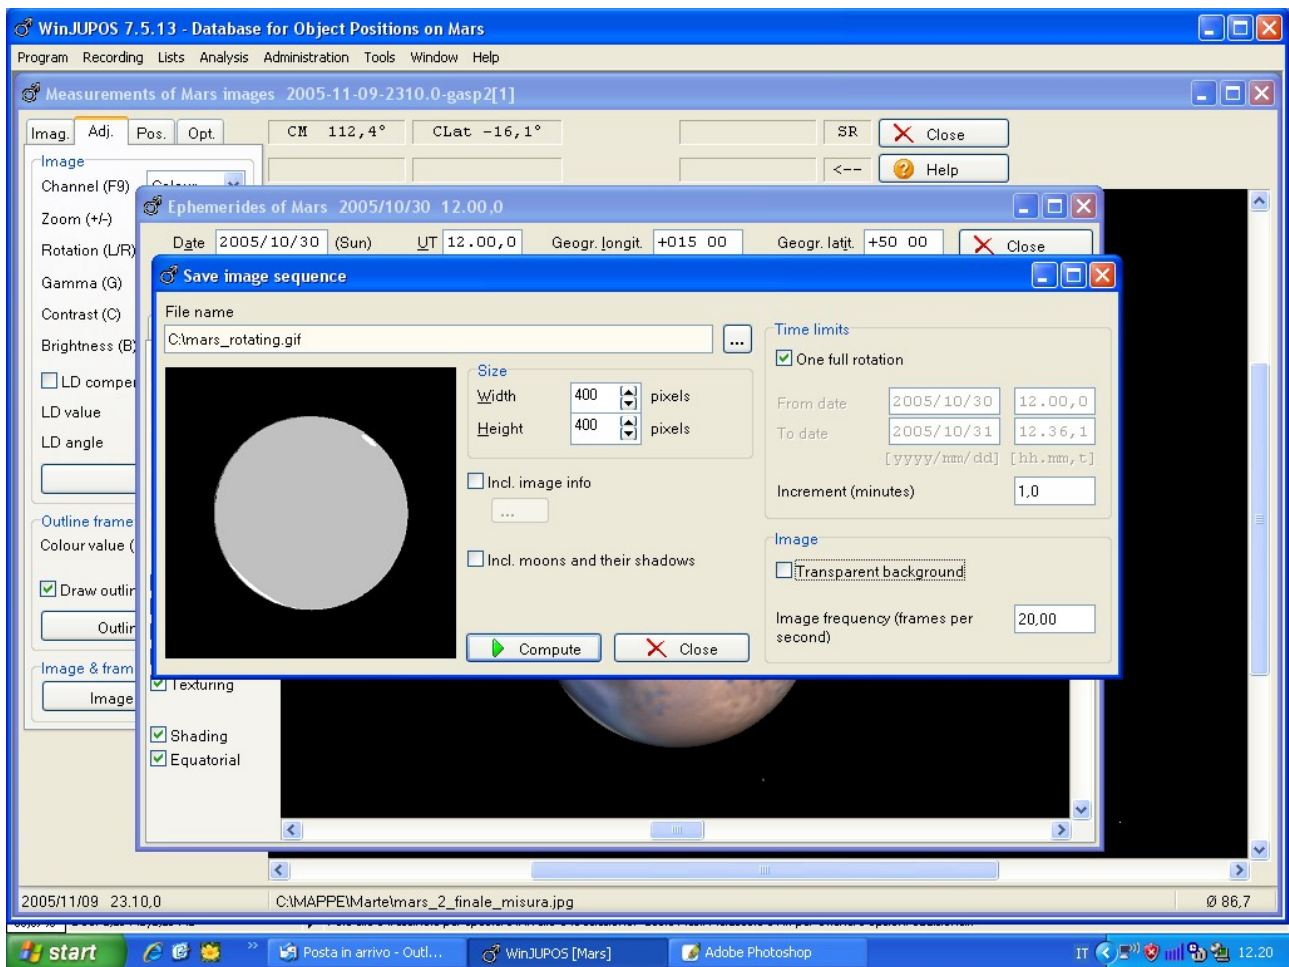 WinJUPOS 7.5.13 - Database for Object Positions on Mars
Program Recording Lists Analysis Administration Tools Window Help
Measurements of Mars images 2005-11-09-2310.0-gasp2[1]
Imag. Adj. Pos. Opt. CM 112,4° CLat -16,1° SR Close
Image
<-- Help
Channel (F9)
Zoom (+/-)
Rotation (L/R)
Gamma (G)
Contrast (C)
Brightness (B)
LD compe
LD value
LD angle
Outline frame
Colour value (
Draw outlin
Outlin
Image & fram
Image
Ephemerides of Mars 2005/10/30 12.00,0
Date 2005/10/30 (Sun) UT 12.00,0 Geogr. longit. +015 00 Geogr. latit. +50 00 Close
Save image sequence
File name
C:\mars_rotating.gif ...
Size
Width 400 pixels
Height 400 pixels
Incl. image info
...
Incl. moons and their shadows
Compute Close
Time limits
One full rotation
From date 2005/10/30 12.00,0
To date 2005/10/31 12.36,1
[yyyy/mm/dd] [hh.mm,t]
Increment (minutes) 1,0
Image
Transparent background
Image frequency (frames per second) 20,00
Texturing
Shading
Equatorial
2005/11/09 23.10,0 C:\MAPPE\Marte\mars_2_finale_misura.jpg Ø 86,7
start Posta in arrivo - Outl... WinJUPOS [Mars] Adobe Photoshop IT 12.20